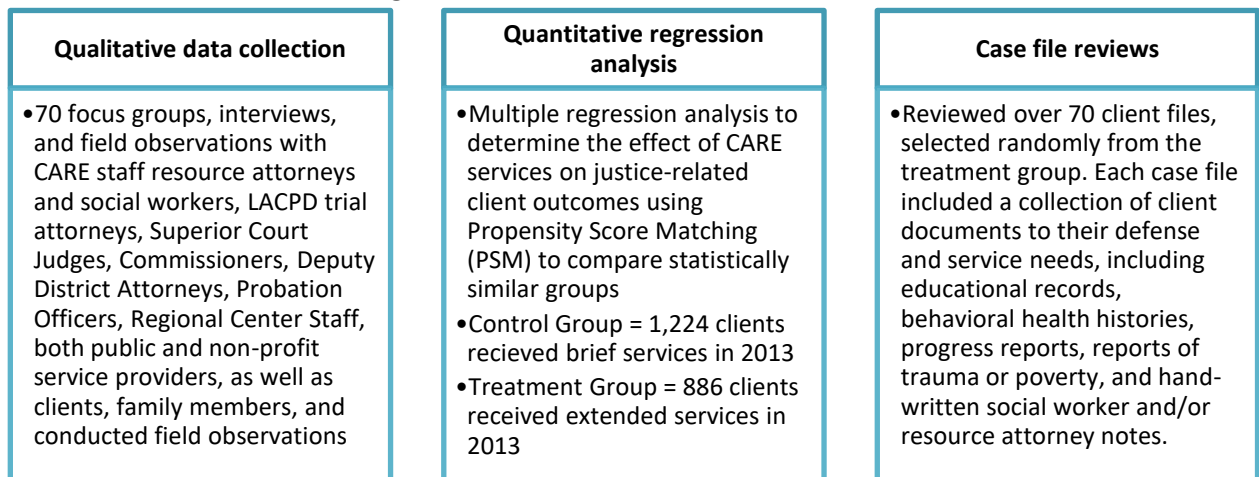 Qualitative data collection
•70 focus groups, interviews,
and field observations with
CARE staff resource attorneys
and social workers, LACPD trial
attorneys, Superior Court
Judges, Commissioners, Deputy
District Attorneys, Probation
Officers, Regional Center Staff,
both public and non-profit
service providers, as well as
clients, family members, and
conducted field observations
Quantitative regression
analysis
•Multiple regression analysis to
determine the effect of CARE
services on justice-related
client outcomes using
Propensity Score Matching
(PSM) to compare statistically
similar groups
•Control Group = 1,224 clients
recieved brief services in 2013
•Treatment Group = 886 clients
received extended services in
2013
Case file reviews
•Reviewed over 70 client files,
selected randomly from the
treatment group. Each case file
included a collection of client
documents to their defense
and service needs, including
educational records,
behavioral health histories,
progress reports, reports of
trauma or poverty, and hand-
written social worker and/or
resource attorney notes.